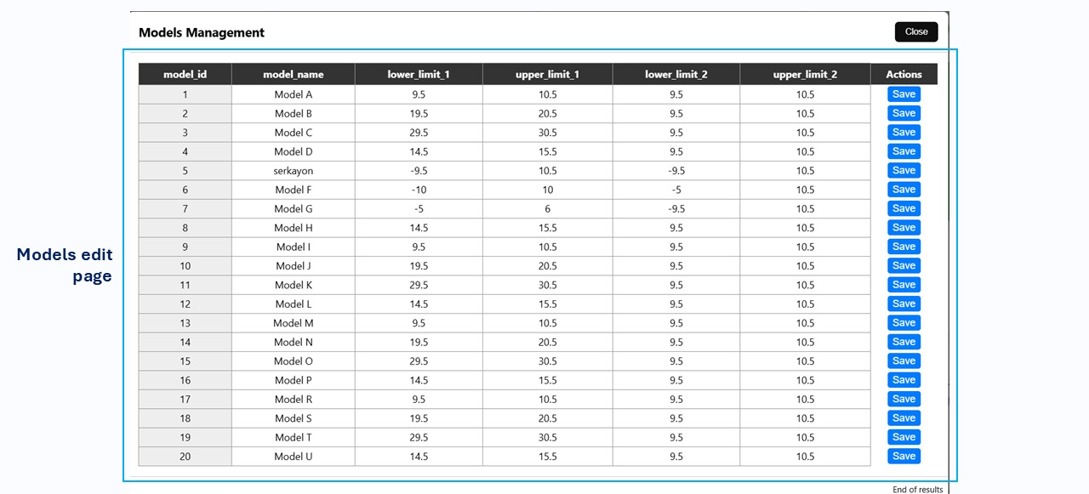 Models Management
Close
model_id model_name lower_limit_1 upper_limit_1 lower_limit_2 upper_limit_2 Actions
1 Model A 9.5 10.5 9.5 10.5 Save
2 Model B 19.5 20.5 9.5 10.5 Save
3 Model C 29.5 30.5 9.5 10.5 Save
4 Model D 14.5 15.5 9.5 10.5 Save
5 serkayon -9.5 10.5 -9.5 10.5 Save
6 Model F -10 10 -5 10.5 Save
7 Model G -5 6 -9.5 10.5 Save
8 Model H 14.5 15.5 9.5 10.5 Save
9 Model I 9.5 10.5 9.5 10.5 Save
10 Model J 19.5 20.5 9.5 10.5 Save
11 Model K 29.5 30.5 9.5 10.5 Save
12 Model L 14.5 15.5 9.5 10.5 Save
13 Model M 9.5 10.5 9.5 10.5 Save
14 Model N 19.5 20.5 9.5 10.5 Save
15 Model O 29.5 30.5 9.5 10.5 Save
16 Model P 14.5 15.5 9.5 10.5 Save
17 Model R 9.5 10.5 9.5 10.5 Save
18 Model S 19.5 20.5 9.5 10.5 Save
19 Model T 29.5 30.5 9.5 10.5 Save
20 Model U 14.5 15.5 9.5 10.5 Save
End of results
Models edit
page